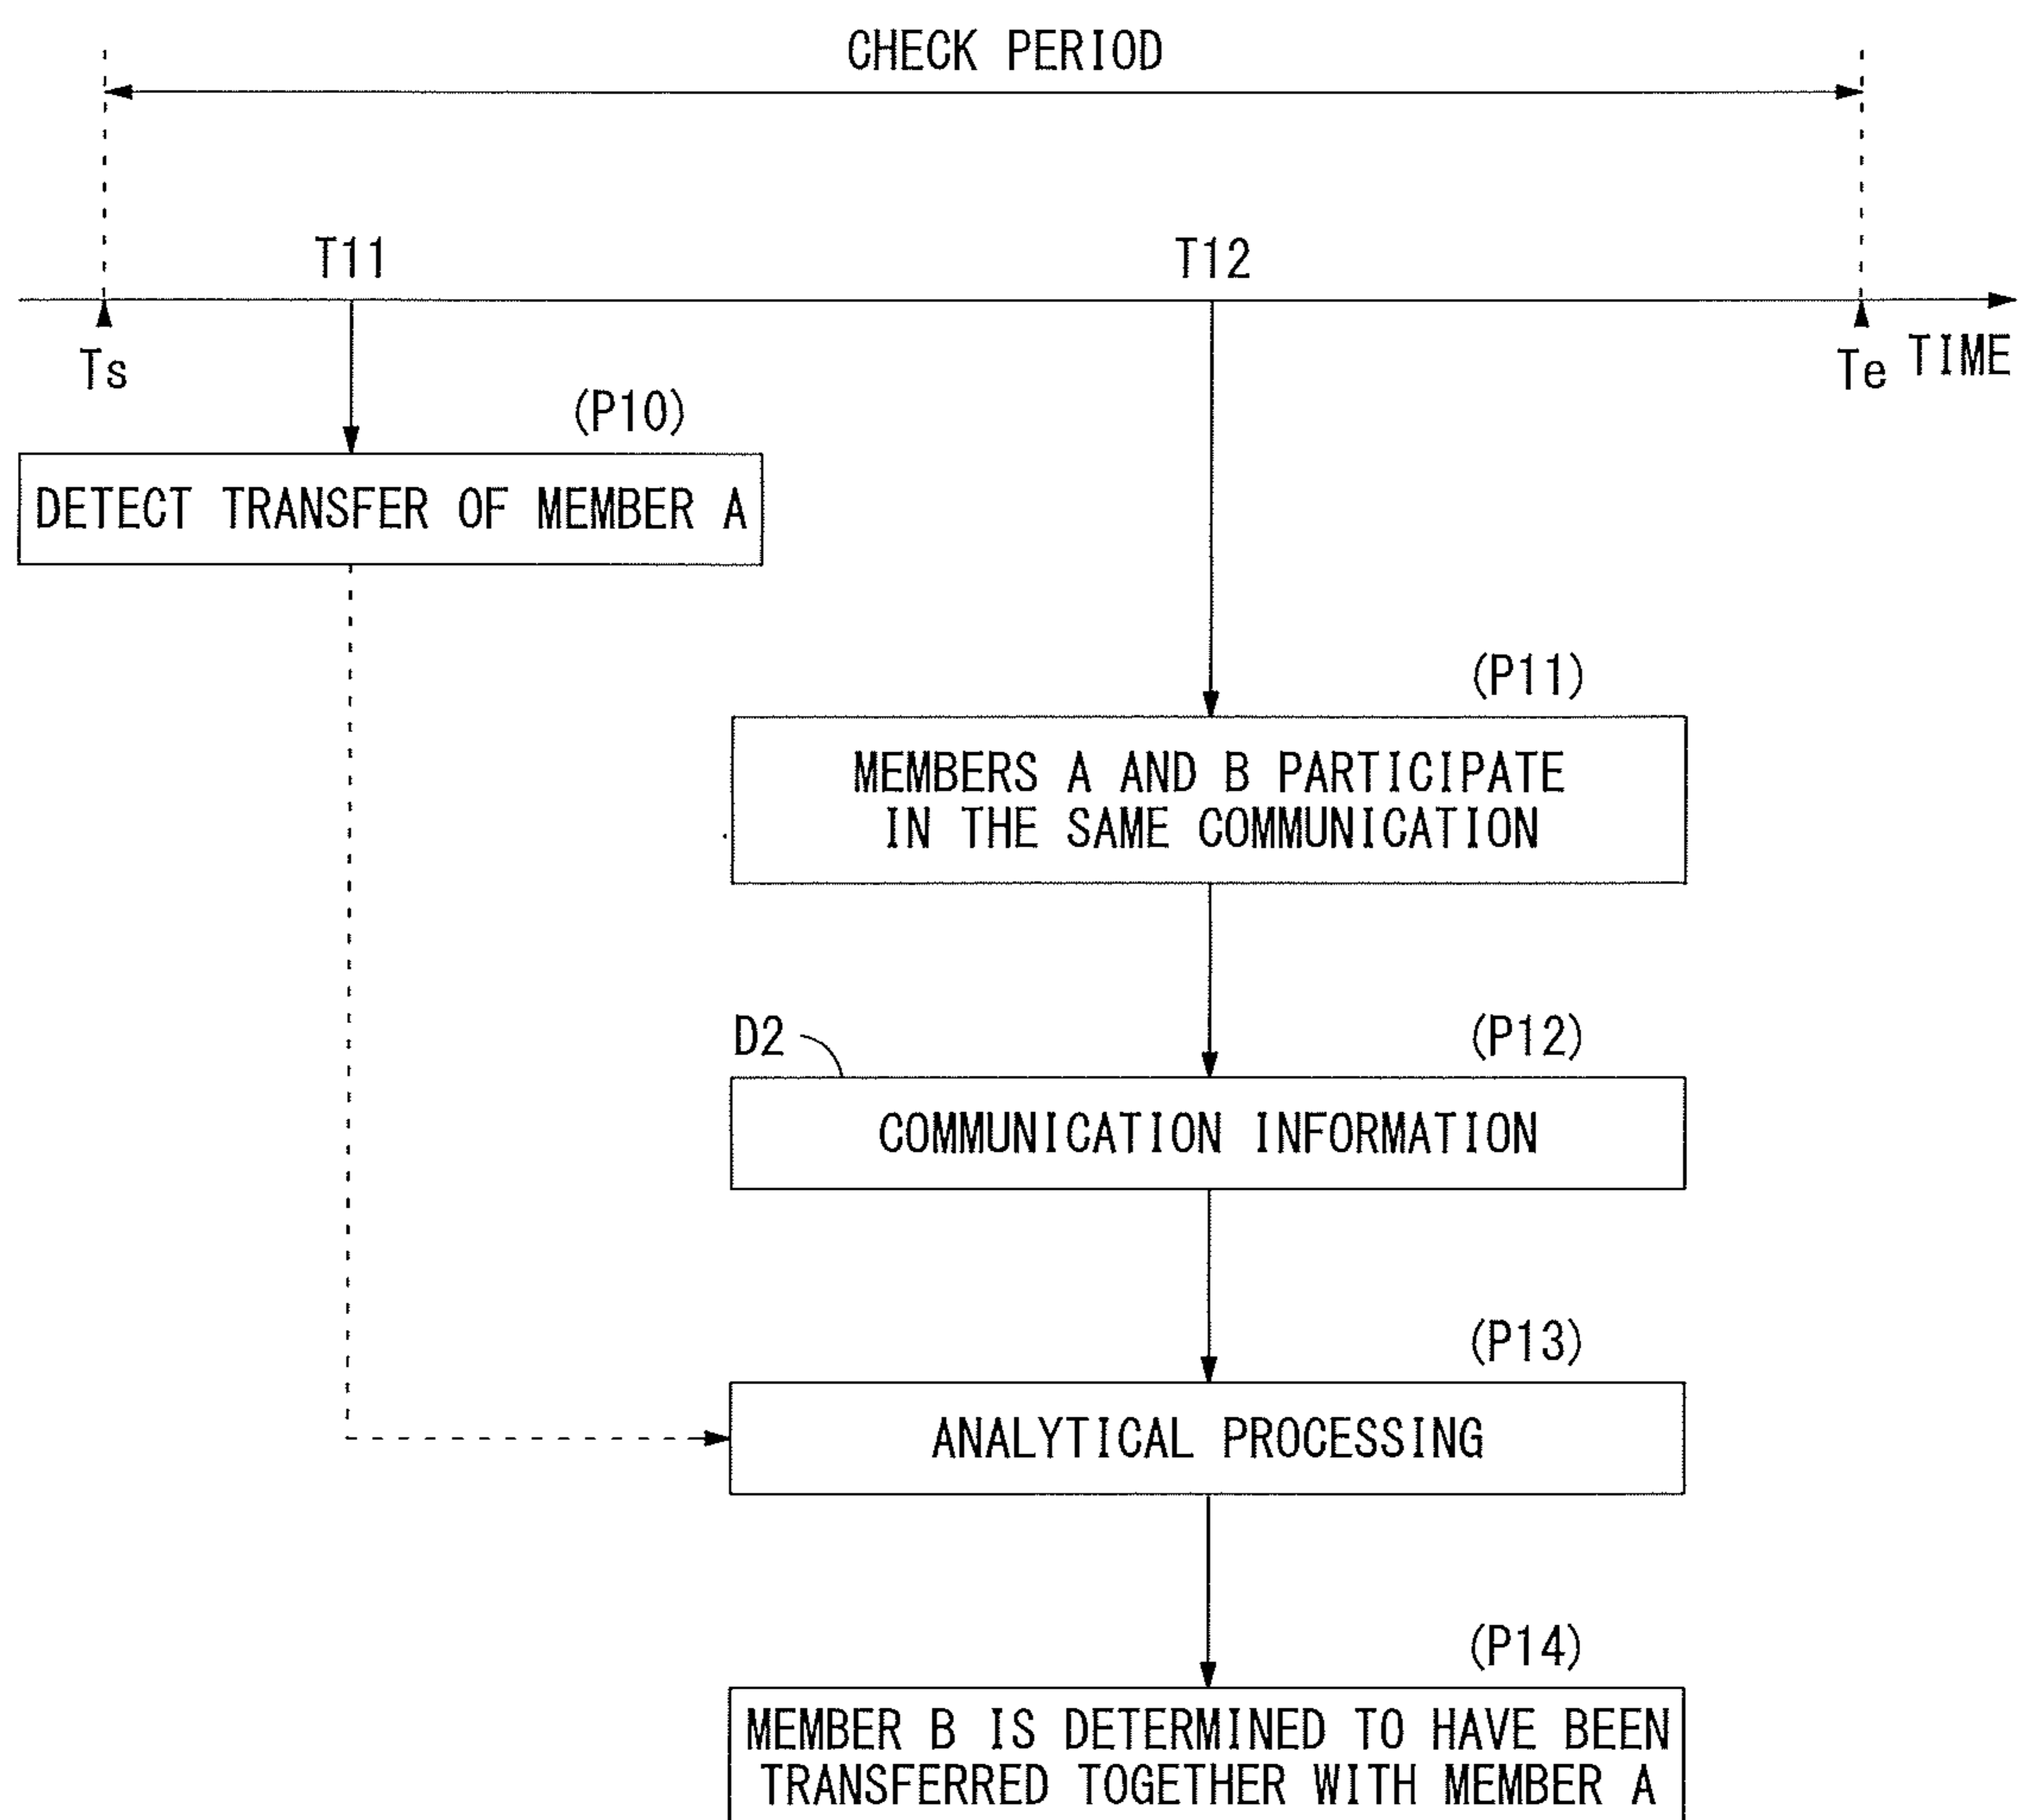 CHECK PERIOD
T11
T12
Ts
Te
TIME
(P10)
DETECT TRANSFER OF MEMBER A
(P11)
MEMBERS A AND B PARTICIPATE
IN THE SAME COMMUNICATION
D2
(P12)
COMMUNICATION INFORMATION
(P13)
ANALYTICAL PROCESSING
(P14)
MEMBER B IS DETERMINED TO HAVE BEEN
TRANSFERRED TOGETHER WITH MEMBER A